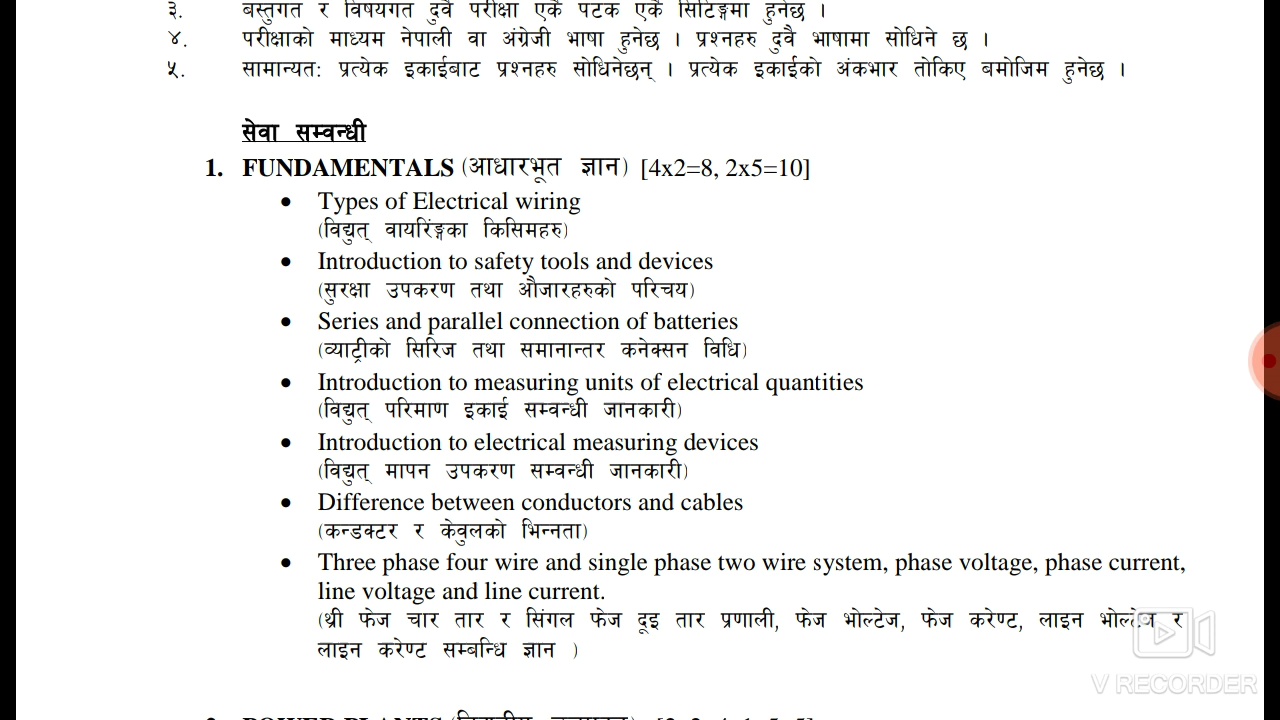 ३. बस्तुगत र विषयगत दुवै परीक्षा एकै पटक एकै सिटिङ्गमा हुनेछ ।
४. परीक्षाको माध्यम नेपाली वा अंग्रेजी भाषा हुनेछ । प्रश्नहरु दुवै भाषामा सोधिने छ ।
५. सामान्यतः प्रत्येक इकाईबाट प्रश्नहरु सोधिनेछन् । प्रत्येक इकाईको अंकभार तोकिए बमोजिम हुनेछ ।
सेवा सम्वन्धी
1. FUNDAMENTALS (आधारभूत ज्ञान) [4x2=8, 2x5=10]
• Types of Electrical wiring
(विद्युत् वायरिंङ्गका किसिमहरु)
• Introduction to safety tools and devices
(सुरक्षा उपकरण तथा औजारहरुको परिचय)
• Series and parallel connection of batteries
(व्याट्रीको सिरिज तथा समानान्तर कनेक्सन विधि)
• Introduction to measuring units of electrical quantities
(विद्युत् परिमाण इकाई सम्वन्धी जानकारी)
• Introduction to electrical measuring devices
(विद्युत् मापन उपकरण सम्वन्धी जानकारी)
• Difference between conductors and cables
(कन्डक्टर र केवुलको भिन्नता)
• Three phase four wire and single phase two wire system, phase voltage, phase current,
line voltage and line current.
(थ्री फेज चार तार र सिंगल फेज दूइ तार प्रणाली, फेज भोल्टेज, फेज करेण्ट, लाइन भोल्टेज र
लाइन करेण्ट सम्बन्धि ज्ञान )
V RECORDER
POWER PLANTS